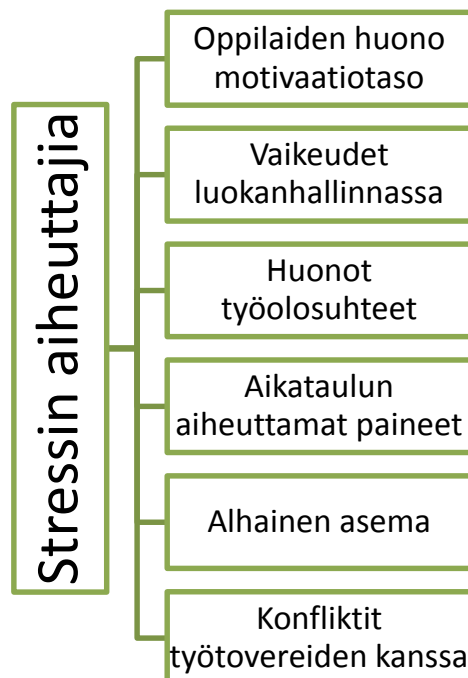 Stressin aiheuttajia
Oppilaiden huono
motivaatiotaso
Vaikeudet
luokanhallinnassa
Huonot
työolosuhteet
Aikataulun
aiheuttamat paineet
Alhainen asema
Konfliktit
työtovereiden kanssa